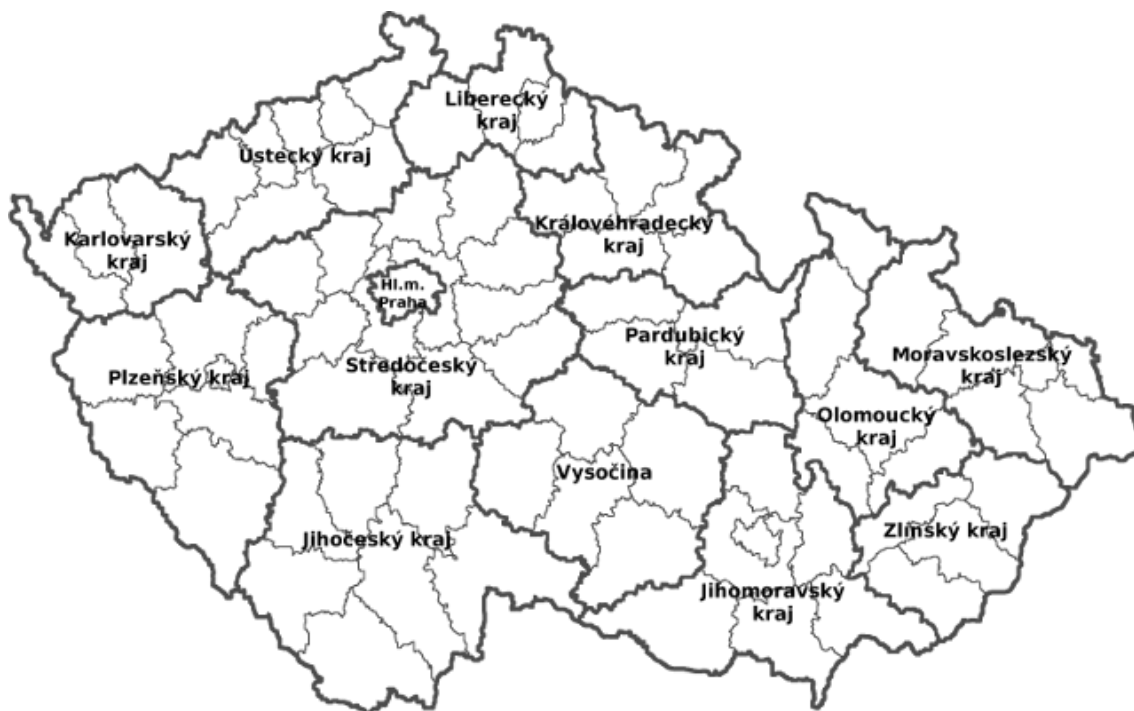 Liberecký
kraj
Ústecký kraj
Královéhradecký
kraj
Karlovarský
kraj
Hl.m.
Praha
Pardubický
kraj
Moravskoslezský
kraj
Středočeský
kraj
Plzeňský kraj
Olomoucký
kraj
Vysočina
Zlínský kraj
Jihočeský kraj
Jihomoravský
kraj